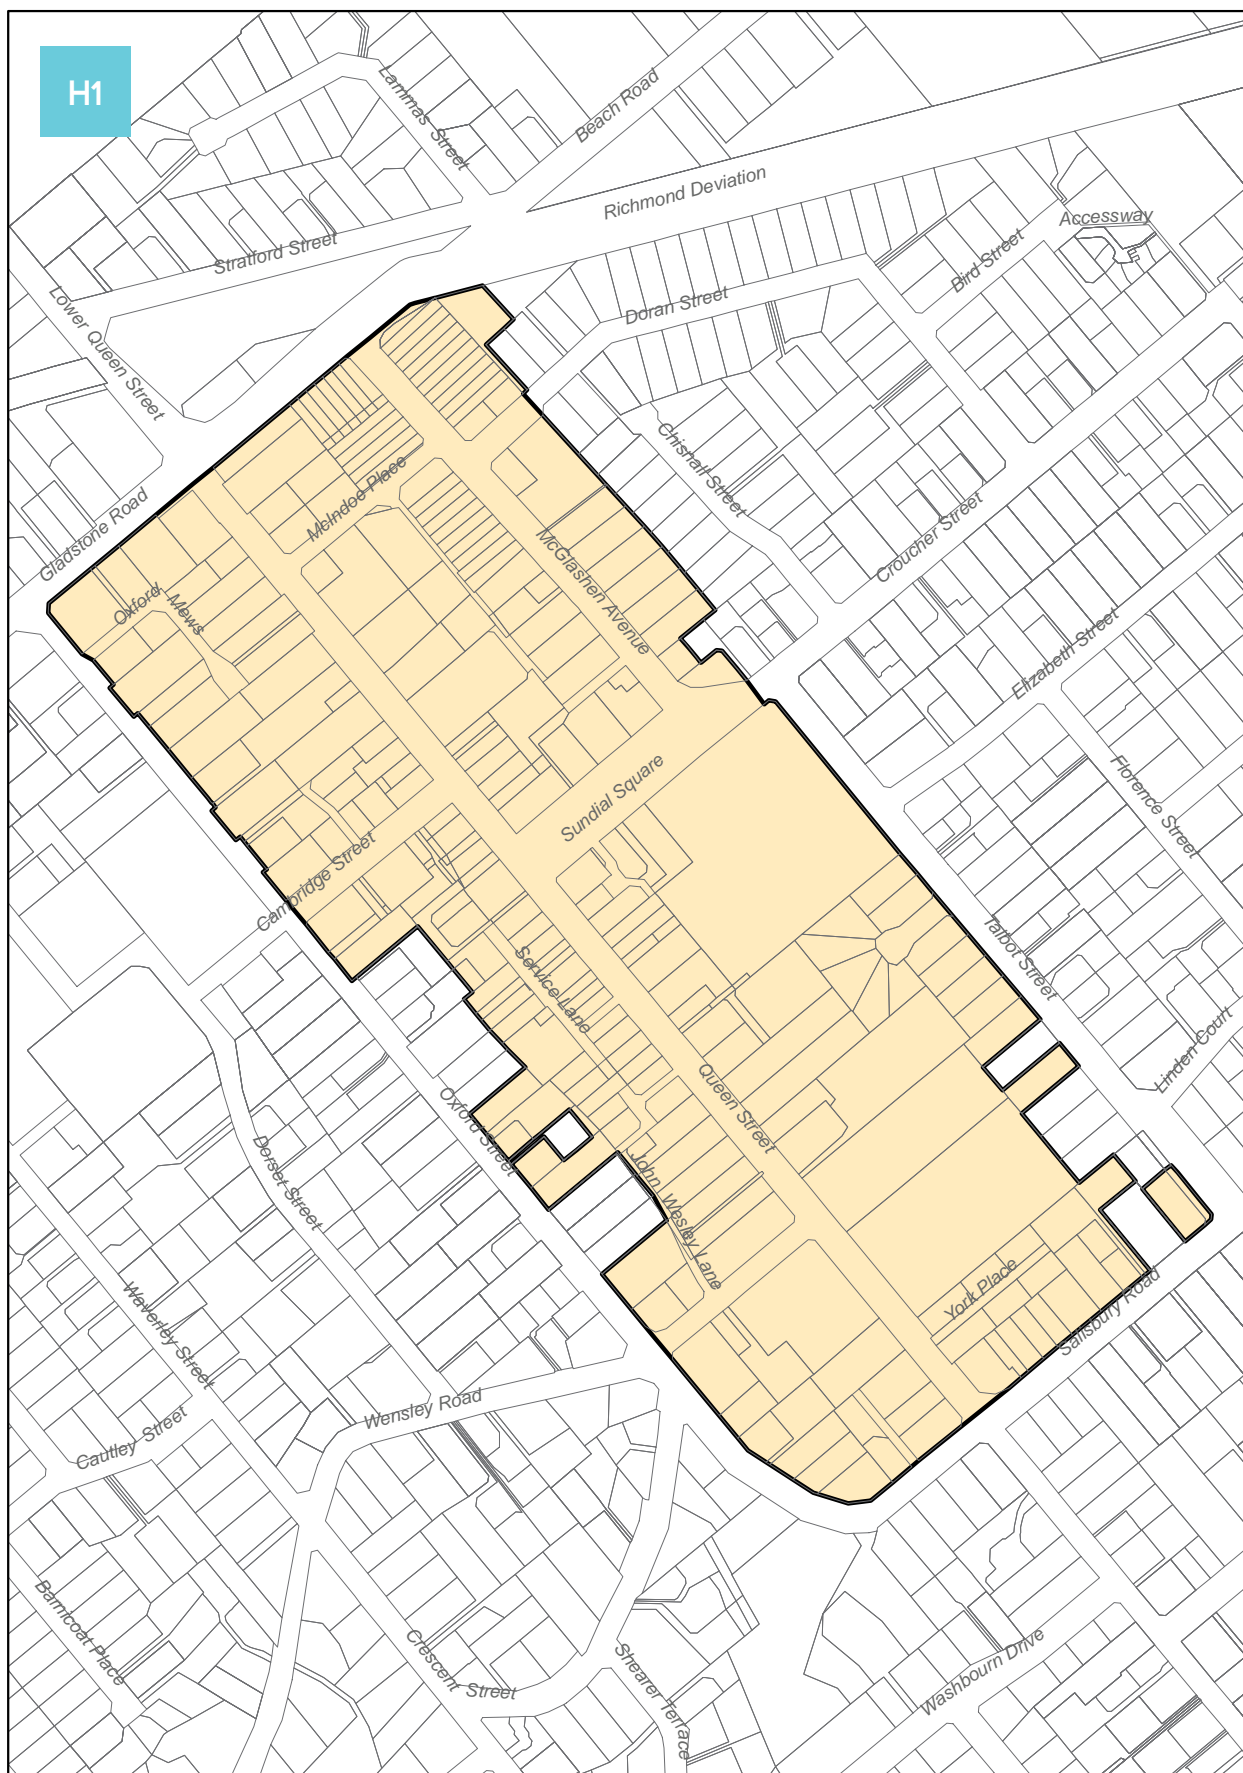 H1
Lammas Street
Beach Road
Richmond Deviation
Accessway
Stratford Street
Bird Street
Lower Queen Street
Doran Street
Chisnall Street
McIndoe Place
Gladstone Road
Croucher Street
McGlashen Avenue
Oxford Mews
Elizabeth Street
Sundial Square
Florence Street
Cambridge Street
Talbot Street
Service Lane
Linden Court
Queen Street
Oxford Street
Dorset Street
John Wesley Lane
York Place
Salisbury Road
Waverley Street
Wensley Road
Cautley Street
Barnicoat Place
Crescent Street
Shearer Terrace
Washbourn Drive